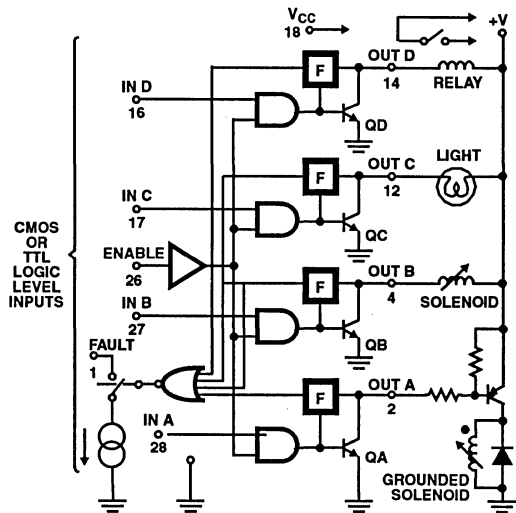 VCC
18
+V
F
OUT D
14
RELAY
IN D
16
QD
LIGHT
F
OUT C
12
IN C
17
QC
CMOS
OR
TTL
LOGIC
LEVEL
INPUTS
ENABLE
26
F
OUT B
4
SOLENOID
IN B
27
QB
FAULT
1
F
OUT A
2
IN A
28
QA
GROUNDED
SOLENOID